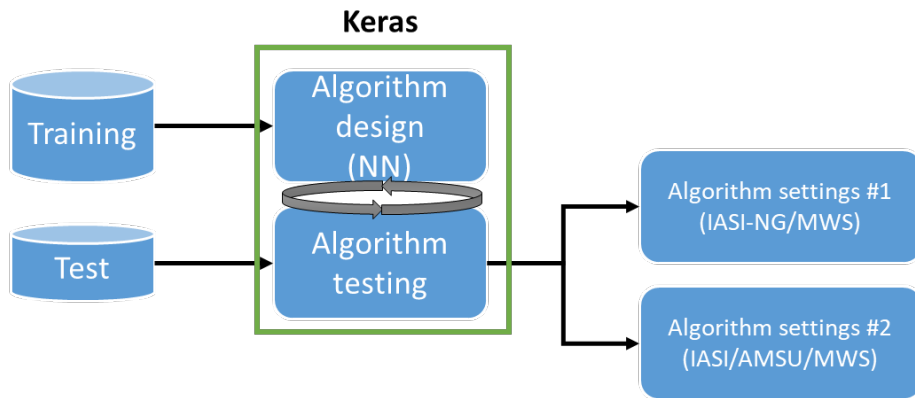 Keras
Training
Algorithm
design
(NN)
Test
Algorithm
testing
Algorithm settings #1
(IASI-NG/MWS)
Algorithm settings #2
(IASI/AMSU/MWS)